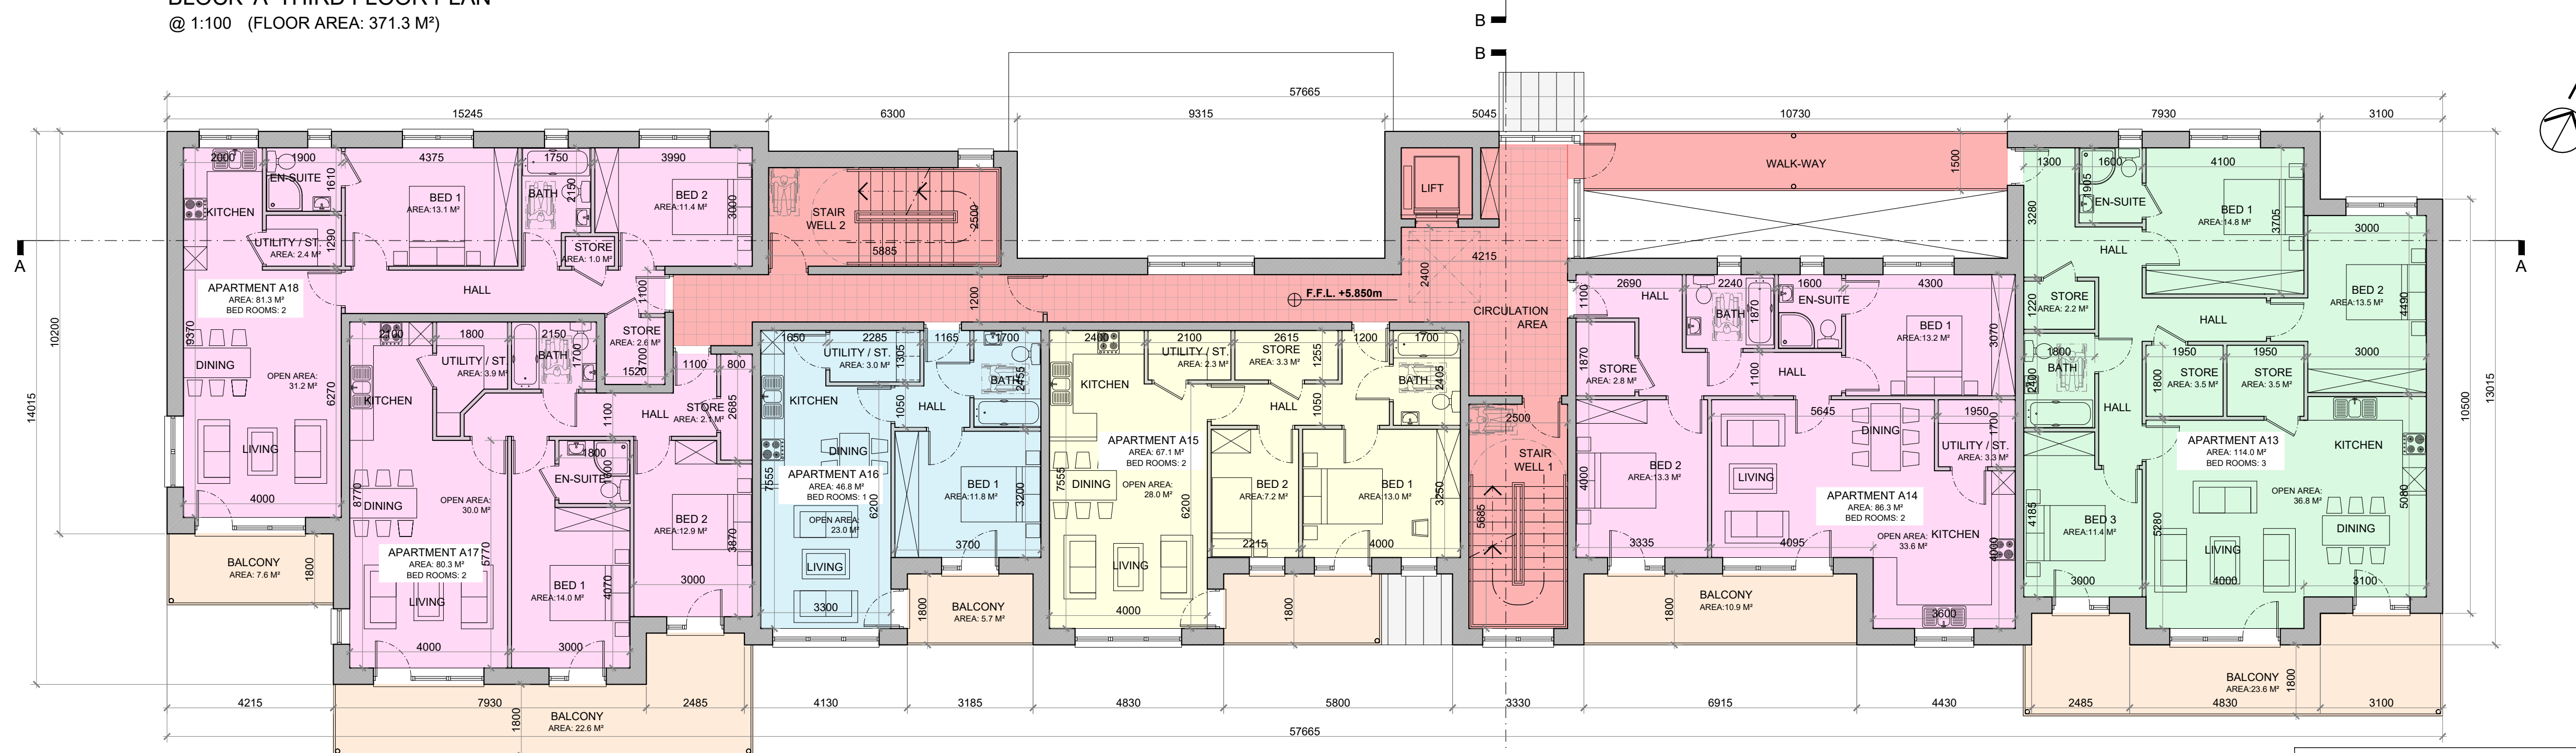 BLOCK 'A' THIRD FLOOR PLAN
@ 1:100 (FLOOR AREA: 371.3 M²)
B
B
57665
15245
6300
9315
5045
10730
7930
3100
A
A
14015
10200
13015
10500
2000
1900
4375
1750
3990
EN-SUITE
1610
KITCHEN
BED 1
AREA:13.1 M²
BATH
2150
BED 2
AREA:11.4 M²
3000
UTILITY / ST.
AREA: 2.4 M²
1290
STORE
AREA: 1.0 M²
HALL
1100
APARTMENT A18
AREA: 81.3 M²
BED ROOMS: 2
9370
DINING
OPEN AREA:
31.2 M²
6270
LIVING
4000
BALCONY
AREA: 7.6 M²
1800
STAIR
WELL 2
5885
2500
1200
F.F.L. +5.850m
LIFT
4215
2400
CIRCULATION
AREA
WALK-WAY
1500
2100
1800
2150
UTILITY / ST.
AREA: 3.9 M²
BATH
1700
STORE
AREA: 2.6 M²
1700
1520
1100
800
KITCHEN
HALL
1100
STORE
AREA: 2.1 M²
2685
DINING
8770
OPEN AREA:
30.0 M²
1800
EN-SUITE
1600
BED 2
AREA:12.9 M²
3870
APARTMENT A17
AREA: 80.3 M²
BED ROOMS: 2
5770
LIVING
BED 1
AREA:14.0 M²
4070
3000
4000
3000
BALCONY
AREA: 22.6 M²
1800
1650
2285
1165
1700
UTILITY / ST.
AREA: 3.0 M²
1305
BATH
2455
KITCHEN
1050
HALL
DINING
7555
APARTMENT A16
AREA: 46.8 M²
BED ROOMS: 1
6200
OPEN AREA:
23.0 M²
BED 1
AREA:11.8 M²
3200
3700
LIVING
3300
BALCONY
AREA: 5.7 M²
1800
2400
2100
2615
1200
1700
UTILITY / ST.
AREA: 2.3 M²
STORE
AREA: 3.3 M²
1255
BATH
2405
KITCHEN
HALL
1050
APARTMENT A15
AREA: 67.1 M²
BED ROOMS: 2
7555
DINING
OPEN AREA:
28.0 M²
6200
BED 2
AREA:7.2 M²
BED 1
AREA:13.0 M²
3250
2215
4000
LIVING
4000
1800
2500
STAIR
WELL 1
5685
1100
2690
HALL
2240
BATH
1870
1600
EN-SUITE
4300
BED 1
AREA:13.2 M²
3070
1870
STORE
AREA: 2.8 M²
1100
HALL
5645
DINING
1950
1700
UTILITY / ST.
AREA: 3.3 M²
BED 2
AREA:13.3 M²
4000
LIVING
APARTMENT A14
AREA: 86.3 M²
BED ROOMS: 2
OPEN AREA:
33.6 M²
KITCHEN
4000
3335
4095
3600
BALCONY
AREA:10.9 M²
1800
1300
1600
4100
1905
EN-SUITE
3280
BED 1
AREA:14.8 M²
3705
3000
HALL
BED 2
AREA:13.5 M²
4490
STORE
AREA: 2.2 M²
1220
HALL
1800
BATH
2400
1950
1950
STORE
AREA: 3.5 M²
1800
STORE
AREA: 3.5 M²
3000
HALL
APARTMENT A13
AREA: 114.0 M²
BED ROOMS: 3
KITCHEN
OPEN AREA:
36.8 M²
5080
BED 3
AREA:11.4 M²
4185
5280
DINING
LIVING
3000
4000
3100
BALCONY
AREA:23.6 M²
1800
4215
7930
2485
4130
3185
4830
5800
3330
6915
4430
2485
4830
3100
57665